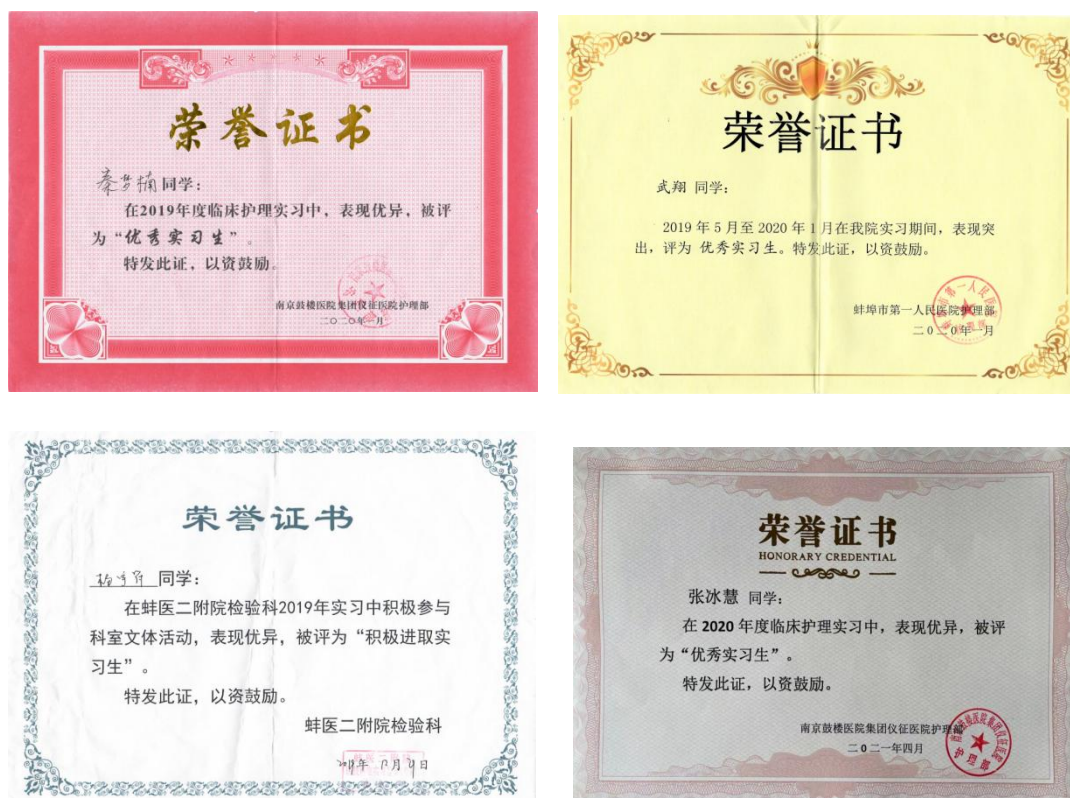 荣誉证书
秦梦楠同学：
在2019年度临床护理实习中，表现优异，被评
为“优秀实习生”。
特发此证，以资鼓励。
南京鼓楼医院集团仪征医院护理部
二〇二〇年一月
荣誉证书
武翔 同学：
2019 年 5 月至 2020 年 1 月在我院实习期间，表现突
出，评为 优秀实习生。特发此证，以资鼓励。
蚌埠市第一人民医院护理部
二〇二〇年一月
荣誉证书
同学：
在蚌医二附院检验科2019年实习中积极参与
科室文体活动，表现优异，被评为“积极进取实
习生”。
特发此证，以资鼓励。
蚌医二附院检验科
2019年 月 日
荣誉证书
HONORARY CREDENTIAL
张冰慧 同学：
在 2020 年度临床护理实习中，表现优异，被评
为“优秀实习生”。
特发此证，以资鼓励。
南京鼓楼医院集团仪征医院护理部
二０二一年四月